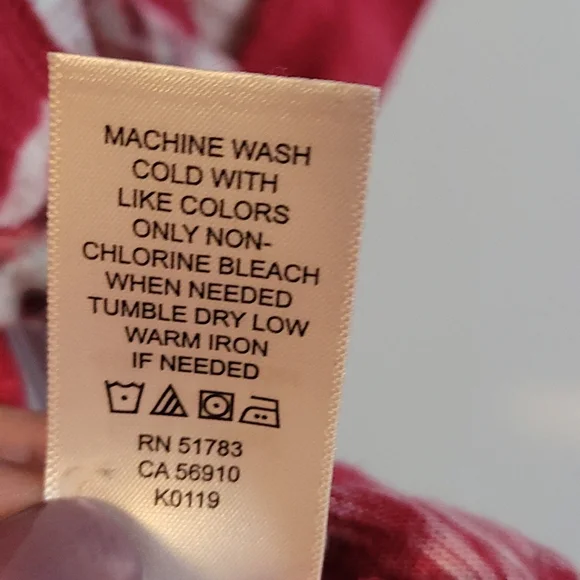 MACHINE WASH
COLD WITH
LIKE COLORS
ONLY NON-
CHLORINE BLEACH
WHEN NEEDED
TUMBLE DRY LOW
WARM IRON
IF NEEDED
RN 51783
CA 56910
K0119